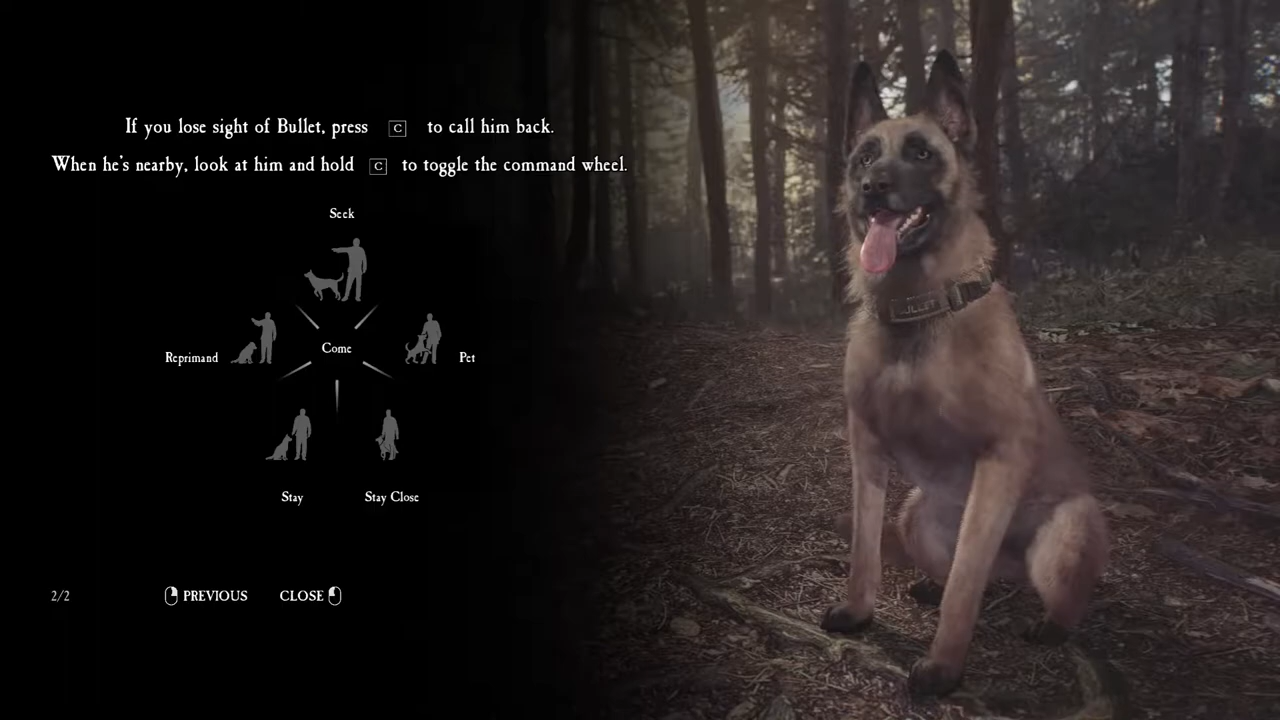 If you lose sight of Bullet, press C to call him back.
When he's nearby, look at him and hold C to toggle the command wheel.
Seek
Come
Reprimand
Pet
Stay
Stay Close
2/2
PREVIOUS
CLOSE
BULLET